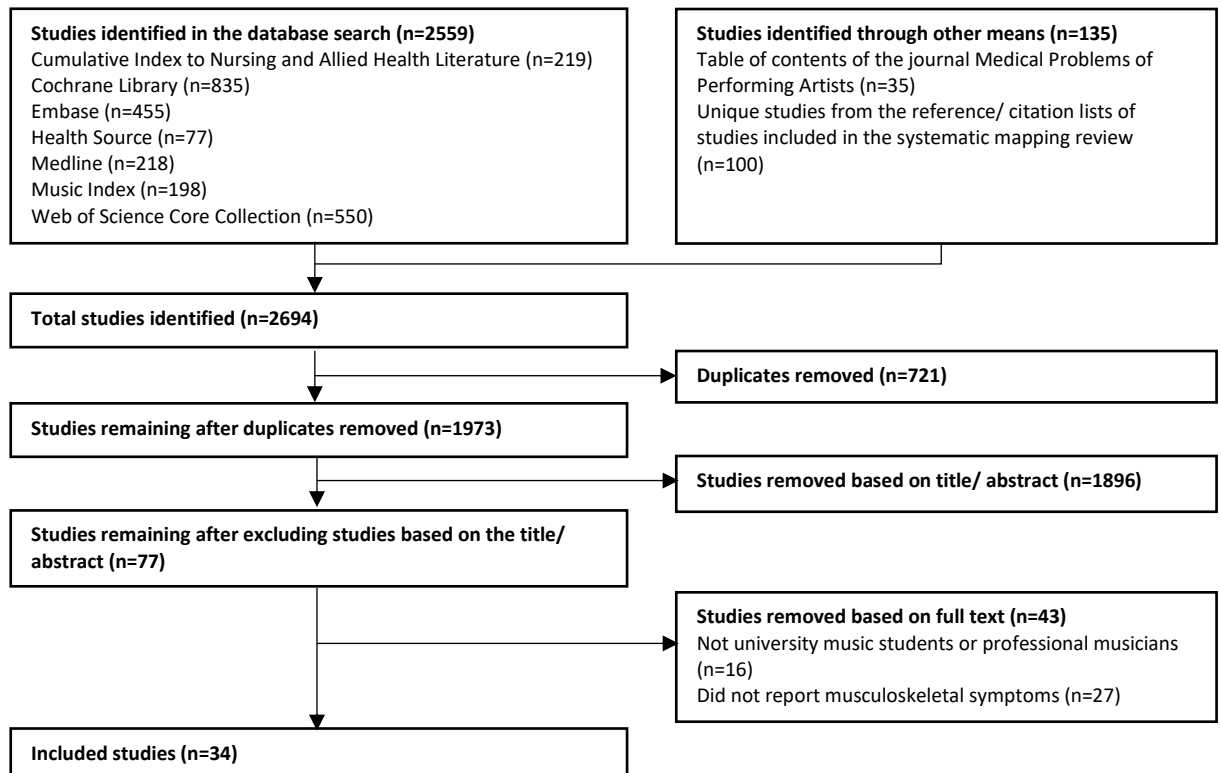 Studies identified in the database search (n=2559)
Cumulative Index to Nursing and Allied Health Literature (n=219)
Cochrane Library (n=835)
Embase (n=455)
Health Source (n=77)
Medline (n=218)
Music Index (n=198)
Web of Science Core Collection (n=550)
Studies identified through other means (n=135)
Table of contents of the journal Medical Problems of
Performing Artists (n=35)
Unique studies from the reference/ citation lists of
studies included in the systematic mapping review
(n=100)
Total studies identified (n=2694)
Duplicates removed (n=721)
Studies remaining after duplicates removed (n=1973)
Studies removed based on title/ abstract (n=1896)
Studies remaining after excluding studies based on the title/
abstract (n=77)
Studies removed based on full text (n=43)
Not university music students or professional musicians
(n=16)
Did not report musculoskeletal symptoms (n=27)
Included studies (n=34)